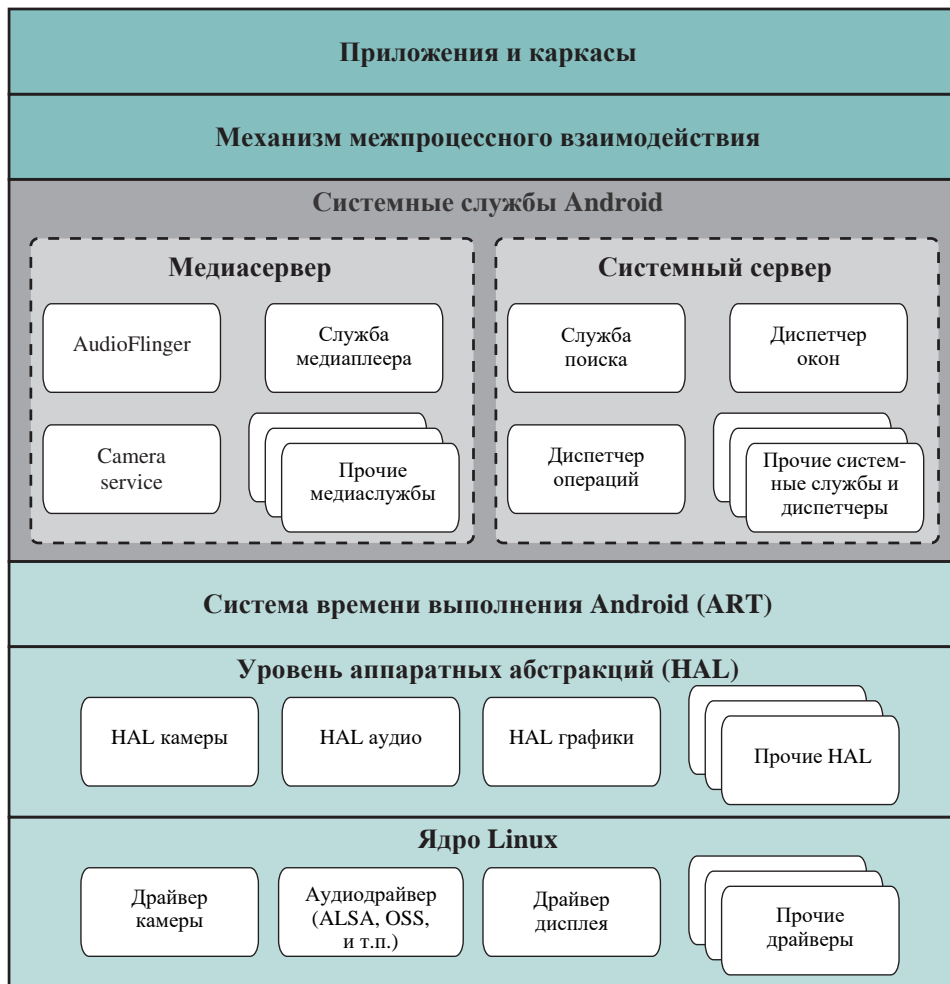 Приложения и каркасы
Механизм межпроцессного взаимодействия
Системные службы Android
Медиасервер
AudioFlinger
Служба
медиаплеера
Camera
service
Прочие
медиаслужбы
Системный сервер
Служба
поиска
Диспетчер
окон
Диспетчер
операций
Прочие систем-
ные службы и
диспетчеры
Система времени выполнения Android (ART)
Уровень аппаратных абстракций (HAL)
HAL камеры
HAL аудио
HAL графики
Прочие HAL
Ядро Linux
Драйвер
камеры
Аудиодрайвер
(ALSA, OSS,
и т.п.)
Драйвер
дисплея
Прочие
драйверы